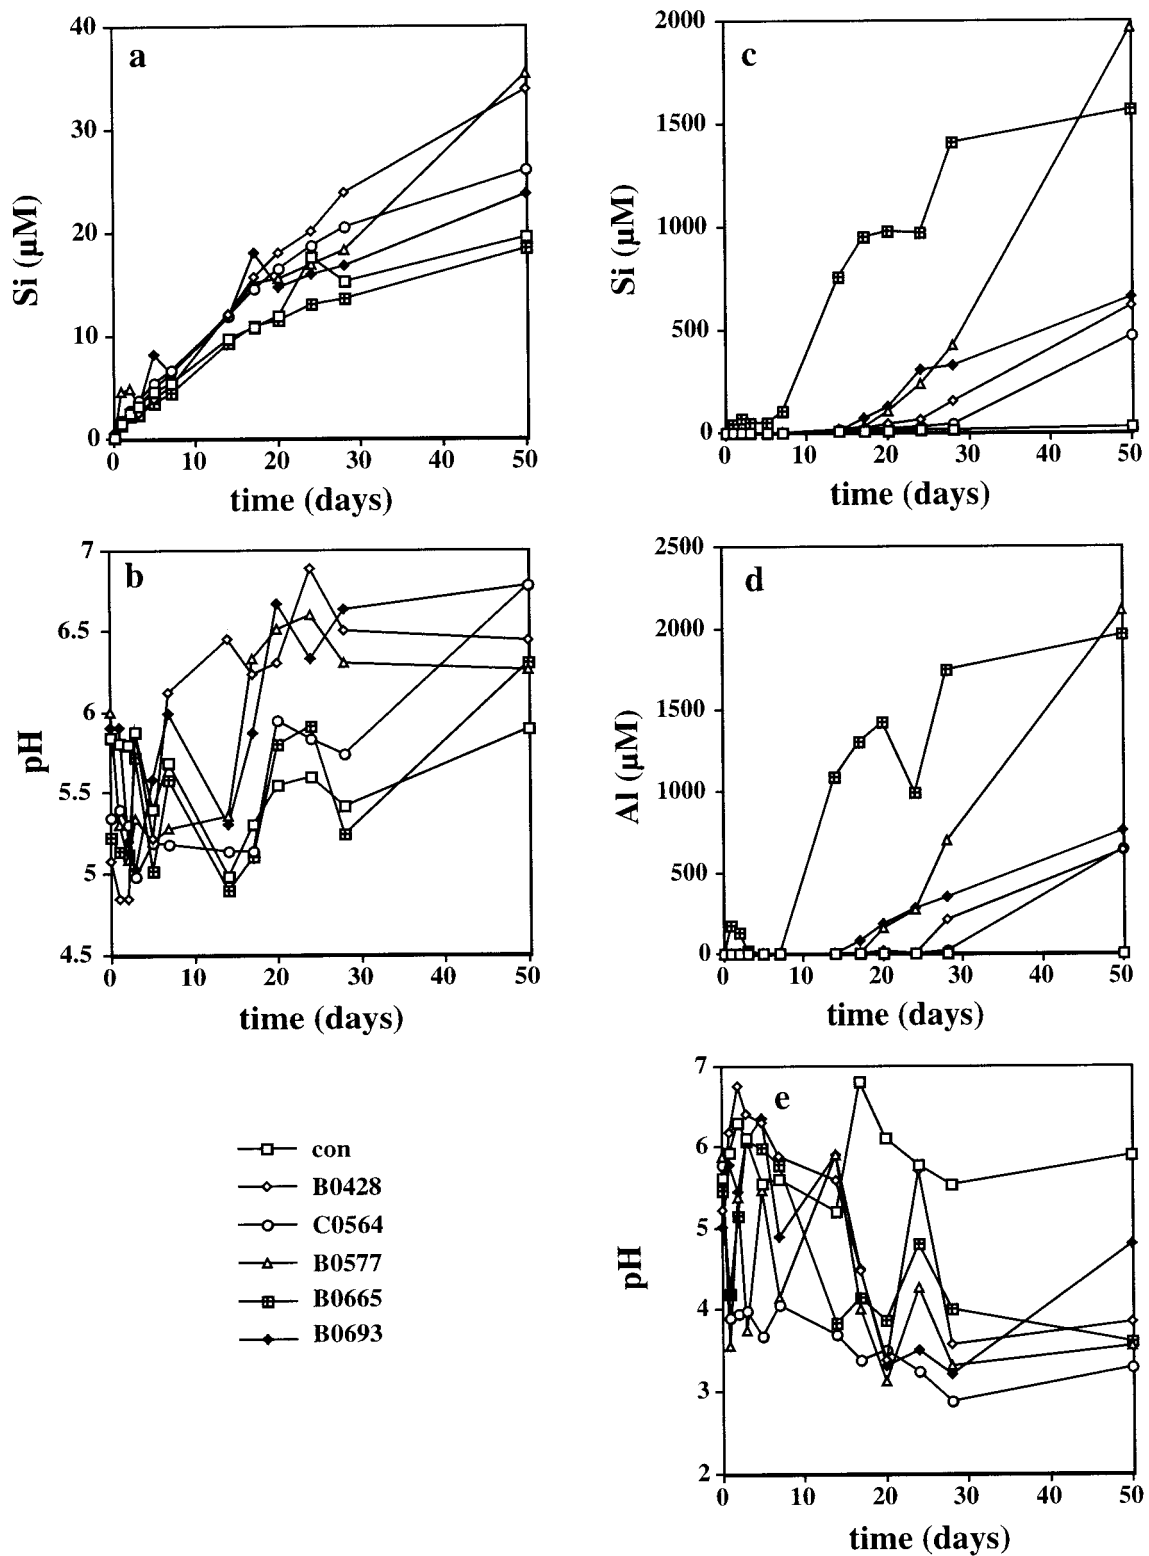 a
40
30
20
10
0
Si (µM)
0 10 20 30 40 50
time (days)
c
2000
1500
1000
500
0
Si (µM)
0 10 20 30 40 50
time (days)
b
7
6.5
6
5.5
5
4.5
pH
0 10 20 30 40 50
time (days)
d
2500
2000
1500
1000
500
0
Al (µM)
0 10 20 30 40 50
time (days)
con
B0428
C0564
B0577
B0665
B0693
e
7
6
5
4
3
2
pH
0 10 20 30 40 50
time (days)